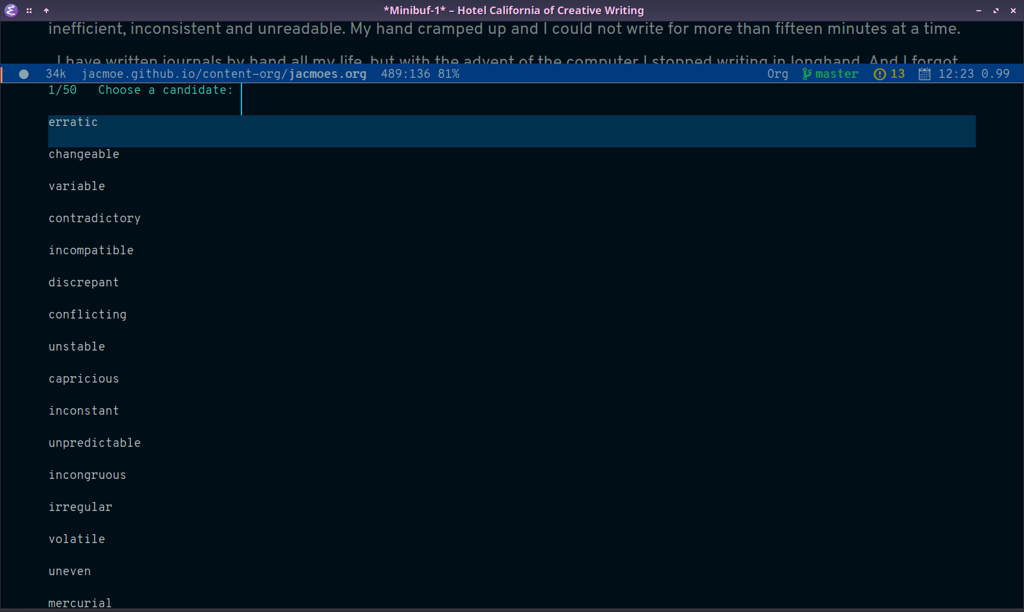 *Minibuf-1* – Hotel California of Creative Writing
inefficient, inconsistent and unreadable. My hand cramped up and I could not write for more than fifteen minutes at a time.
I have written journals by hand all my life, but with the advent of the computer I stopped writing in longhand. And I forgot
34k jacmoe.github.io/content-org/jacmoes.org 489:136 81% Org master 13 12:23 0.99
1/50 Choose a candidate:
erratic
changeable
variable
contradictory
incompatible
discrepant
conflicting
unstable
capricious
inconstant
unpredictable
incongruous
irregular
volatile
uneven
mercurial